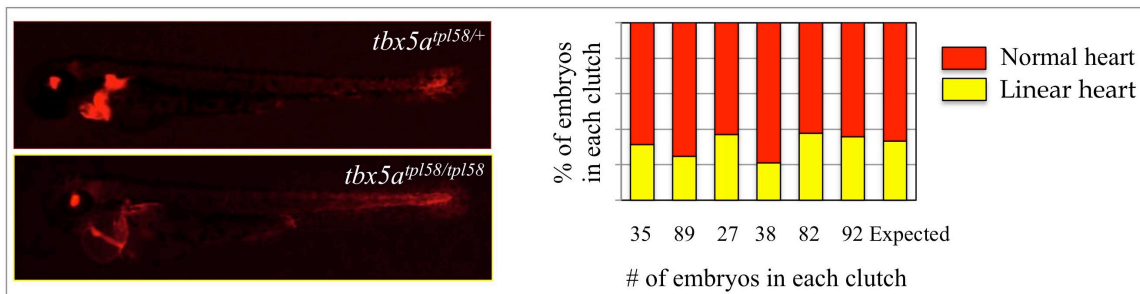 tbx5a^tpl58/+
tbx5a^tpl58/tpl58
% of embryos
in each clutch
Normal heart
Linear heart
35 89 27 38 82 92 Expected
# of embryos in each clutch